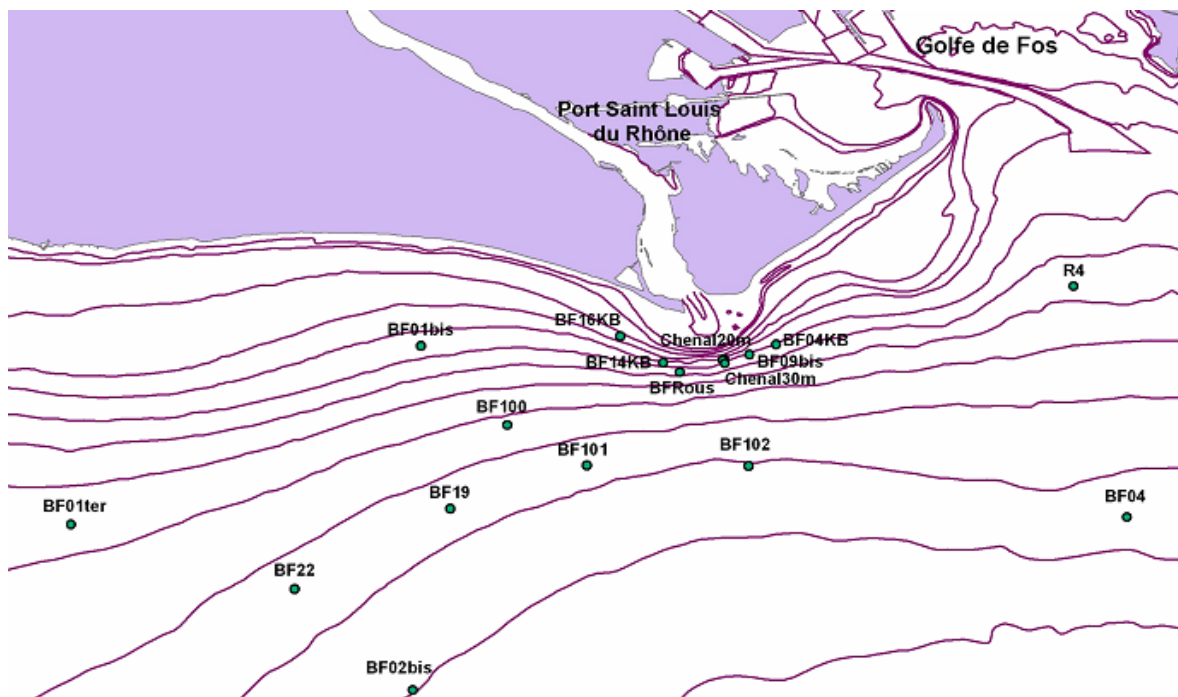 Golfe de Fos
Port Saint Louis
du Rhône
R4
BF16KB
BF01bis
Chenal20m
BF04KB
BF14KB
BF09bis
BFRous
Chenal30m
BF100
BF101
BF102
BF19
BF04
BF01ter
BF22
BF02bis